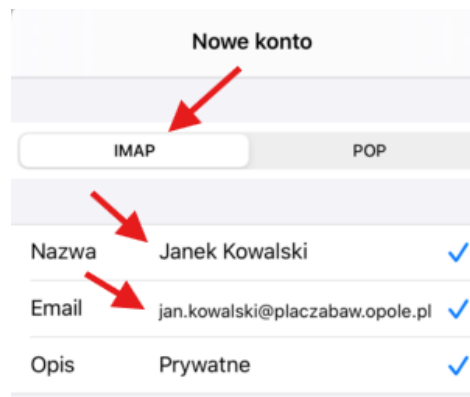 Nowe konto
IMAP POP
Nazwa Janek Kowalski
Email jan.kowalski@placzabaw.opole.pl
Opis Prywatne